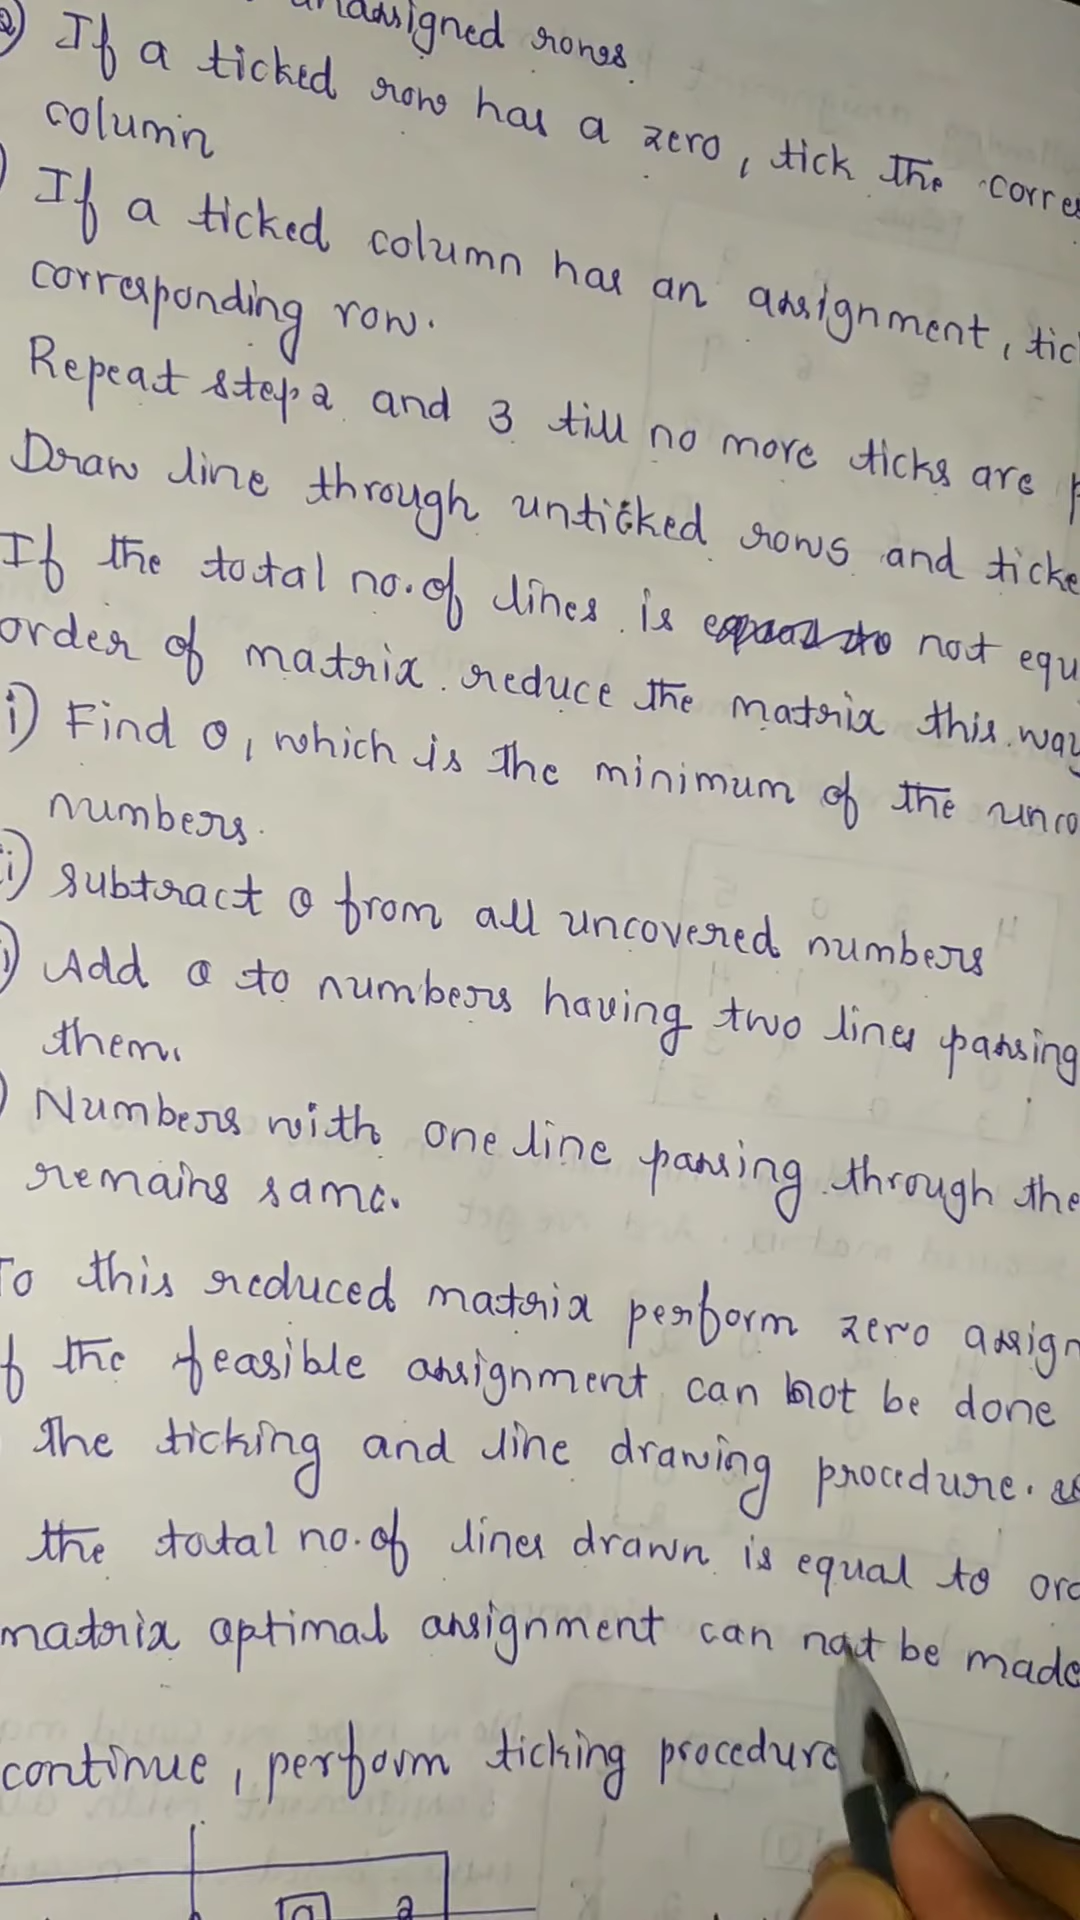 unassigned rows.
② If a ticked row has a zero, tick the corres
column
If a ticked column has an assignment, tic
corresponding row.
Repeat step 2 and 3 till no more ticks are p
Draw line through unticked rows and ticke
If the total no. of lines is not equ
order of matrix reduce the matrix this way
i) Find θ, which is the minimum of the unco
numbers.
i) subtract θ from all uncovered numbers
) Add θ to numbers having two lines passing
them.
) Numbers with one line passing through the
remains same.
To this reduced matrix perform zero assign
f the feasible assignment can not be done
the ticking and line drawing procedure.
the total no. of lines drawn is equal to ord
matrix optimal assignment can not be made
continue, perform ticking procedure
0 2